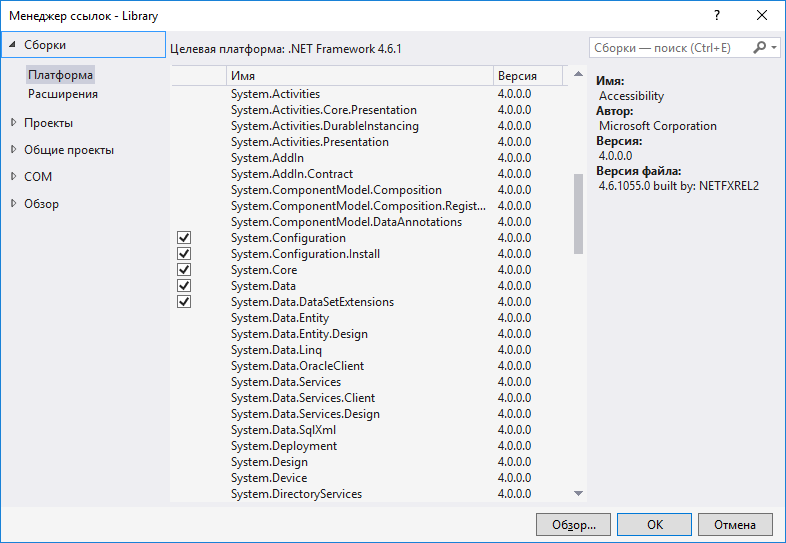 Менеджер ссылок - Library
Сборки
Платформа
Расширения
Проекты
Общие проекты
COM
Обзор
Целевая платформа: .NET Framework 4.6.1
Сборки — поиск (Ctrl+E)
Имя Версия
System.Activities 4.0.0.0
System.Activities.Core.Presentation 4.0.0.0
System.Activities.DurableInstancing 4.0.0.0
System.Activities.Presentation 4.0.0.0
System.AddIn 4.0.0.0
System.AddIn.Contract 4.0.0.0
System.ComponentModel.Composition 4.0.0.0
System.ComponentModel.Composition.Regist... 4.0.0.0
System.ComponentModel.DataAnnotations 4.0.0.0
System.Configuration 4.0.0.0
System.Configuration.Install 4.0.0.0
System.Core 4.0.0.0
System.Data 4.0.0.0
System.Data.DataSetExtensions 4.0.0.0
System.Data.Entity 4.0.0.0
System.Data.Entity.Design 4.0.0.0
System.Data.Linq 4.0.0.0
System.Data.OracleClient 4.0.0.0
System.Data.Services 4.0.0.0
System.Data.Services.Client 4.0.0.0
System.Data.Services.Design 4.0.0.0
System.Data.SqlXml 4.0.0.0
System.Deployment 4.0.0.0
System.Design 4.0.0.0
System.Device 4.0.0.0
System.DirectoryServices 4.0.0.0
Имя:
Accessibility
Автор:
Microsoft Corporation
Версия:
4.0.0.0
Версия файла:
4.6.1055.0 built by: NETFXREL2
Обзор... ОК Отмена